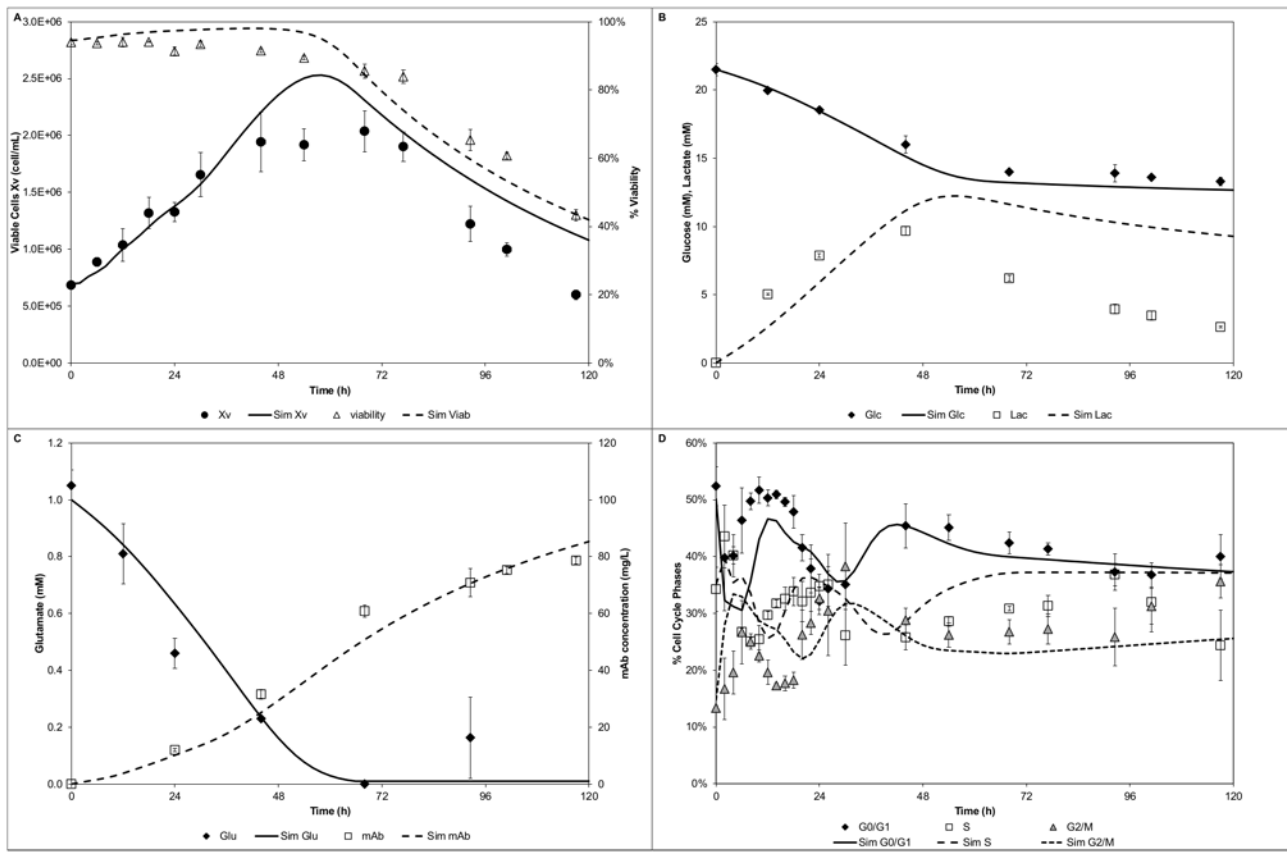 A
3.0E+06
2.5E+06
2.0E+06
1.5E+06
1.0E+06
5.0E+05
0.0E+00
Viable Cells Xv (cell/mL)
100%
80%
60%
40%
20%
0%
% Viability
0 24 48 72 96 120
Time (h)
Xv Sim Xv viability Sim Viab
B
25
20
15
10
5
0
Glucose (mM), Lactate (mM)
0 24 48 72 96 120
Time (h)
Glc Sim Glc Lac Sim Lac
C
1.2
1.0
0.8
0.6
0.4
0.2
0.0
Glutamate (mM)
120
100
80
60
40
20
0
mAb concentration (mg/L)
0 24 48 72 96 120
Time (h)
Glu Sim Glu mAb Sim mAb
D
60%
50%
40%
30%
20%
10%
0%
% Cell Cycle Phases
0 24 48 72 96 120
Time (h)
G0/G1 S G2/M
Sim G0/G1 Sim S Sim G2/M